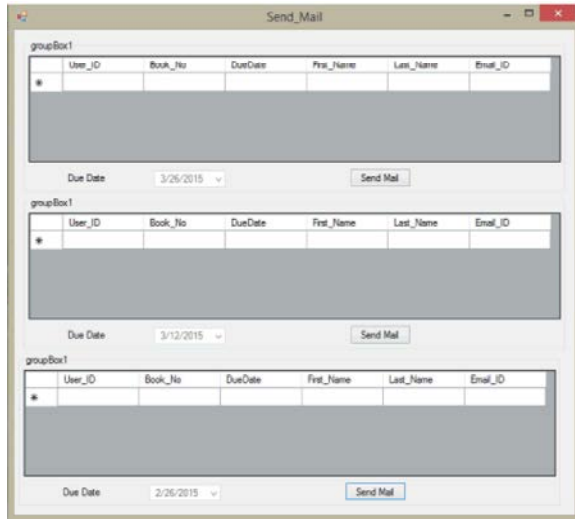 Send_Mail
groupBox1
User_ID Book_No DueDate First_Name Last_Name Email_ID
Due Date 3/26/2015 Send Mail
groupBox1
User_ID Book_No DueDate First_Name Last_Name Email_ID
Due Date 3/12/2015 Send Mail
groupBox1
User_ID Book_No DueDate First_Name Last_Name Email_ID
Due Date 2/26/2015 Send Mail